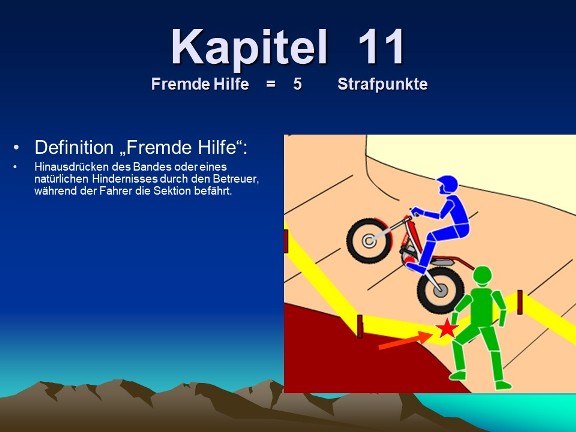 Kapitel 11
Fremde Hilfe = 5 Strafpunkte
• Definition „Fremde Hilfe“:
• Hinausdrücken des Bandes oder eines
natürlichen Hindernisses durch den Betreuer,
während der Fahrer die Sektion befährt.
©